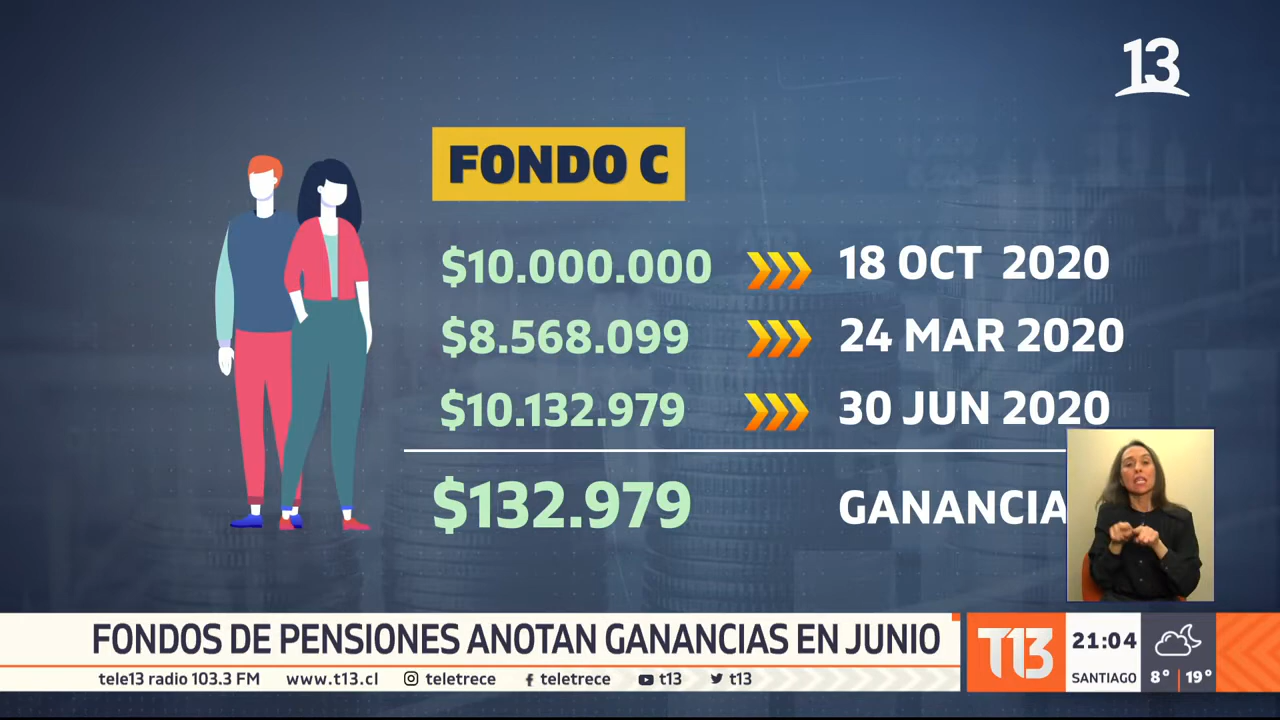 13
FONDO C
$10.000.000 18 OCT 2020
$8.568.099 24 MAR 2020
$10.132.979 30 JUN 2020
$132.979 GANANCIA
FONDOS DE PENSIONES ANOTAN GANANCIAS EN JUNIO
T13
21:04
SANTIAGO
8° 19°
tele13 radio 103.3 FM www.t13.cl teletrece teletrece t13 t13